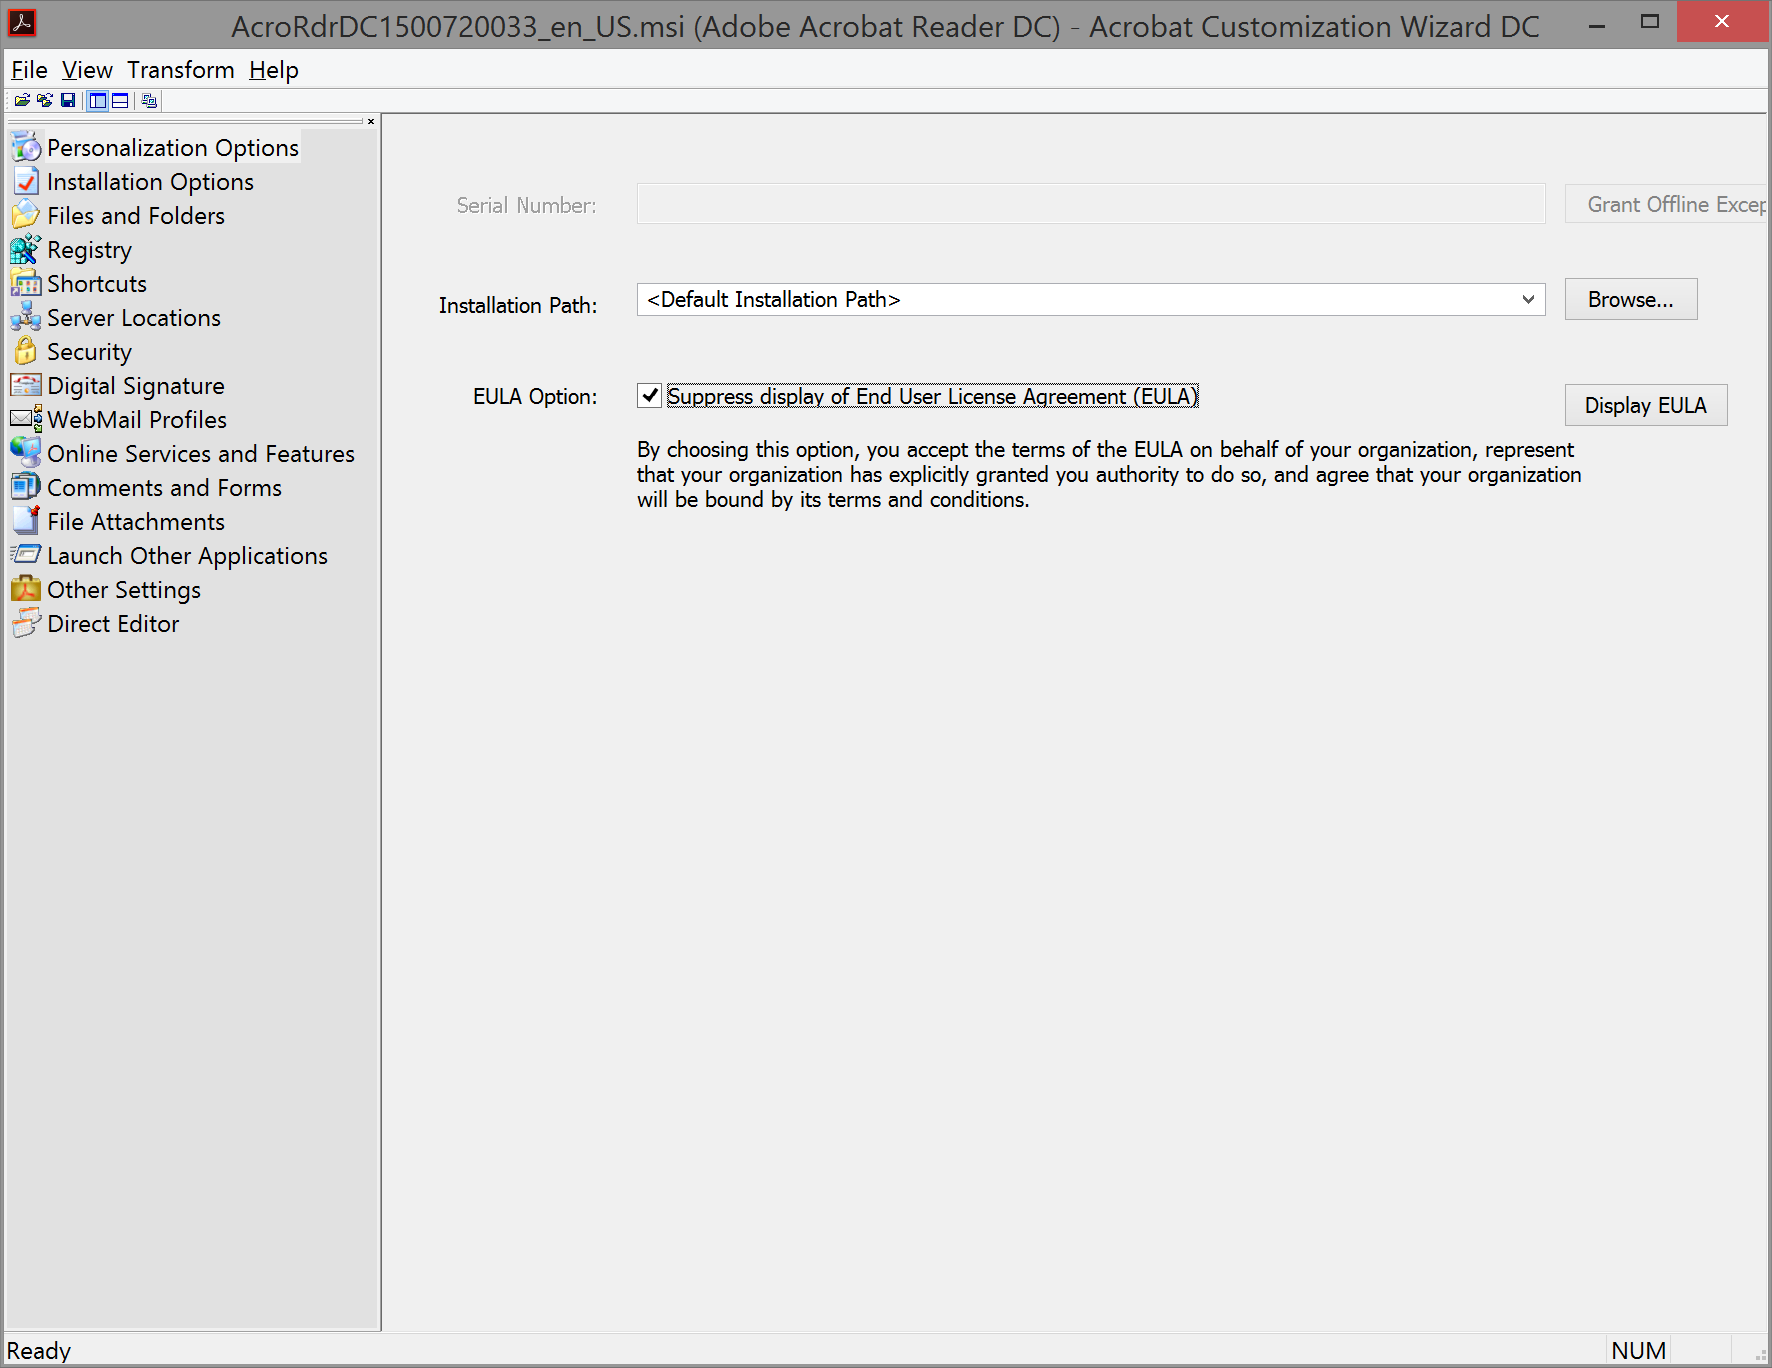 AcroRdrDC1500720033_en_US.msi (Adobe Acrobat Reader DC) - Acrobat Customization Wizard DC
File View Transform Help
Personalization Options
Installation Options
Files and Folders
Registry
Shortcuts
Server Locations
Security
Digital Signature
WebMail Profiles
Online Services and Features
Comments and Forms
File Attachments
Launch Other Applications
Other Settings
Direct Editor
Serial Number:
Grant Offline Excep
Installation Path:
<Default Installation Path>
Browse...
EULA Option:
Suppress display of End User License Agreement (EULA)
Display EULA
By choosing this option, you accept the terms of the EULA on behalf of your organization, represent
that your organization has explicitly granted you authority to do so, and agree that your organization
will be bound by its terms and conditions.
Ready
NUM